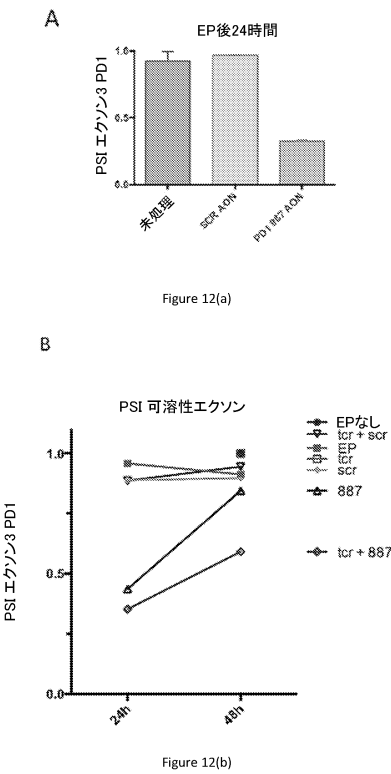 A
EP後24時間
PSI エクソン3 PD1
1.0
0.5
0.0
未処理
SCR AON
PD1 887 AON
Figure 12(a)
B
PSI 可溶性エクソン
PSI エクソン3 PD1
1.0
0.5
0.0
24h
48h
EPなし
tcr + scr
EP
tcr
scr
887
tcr + 887
Figure 12(b)